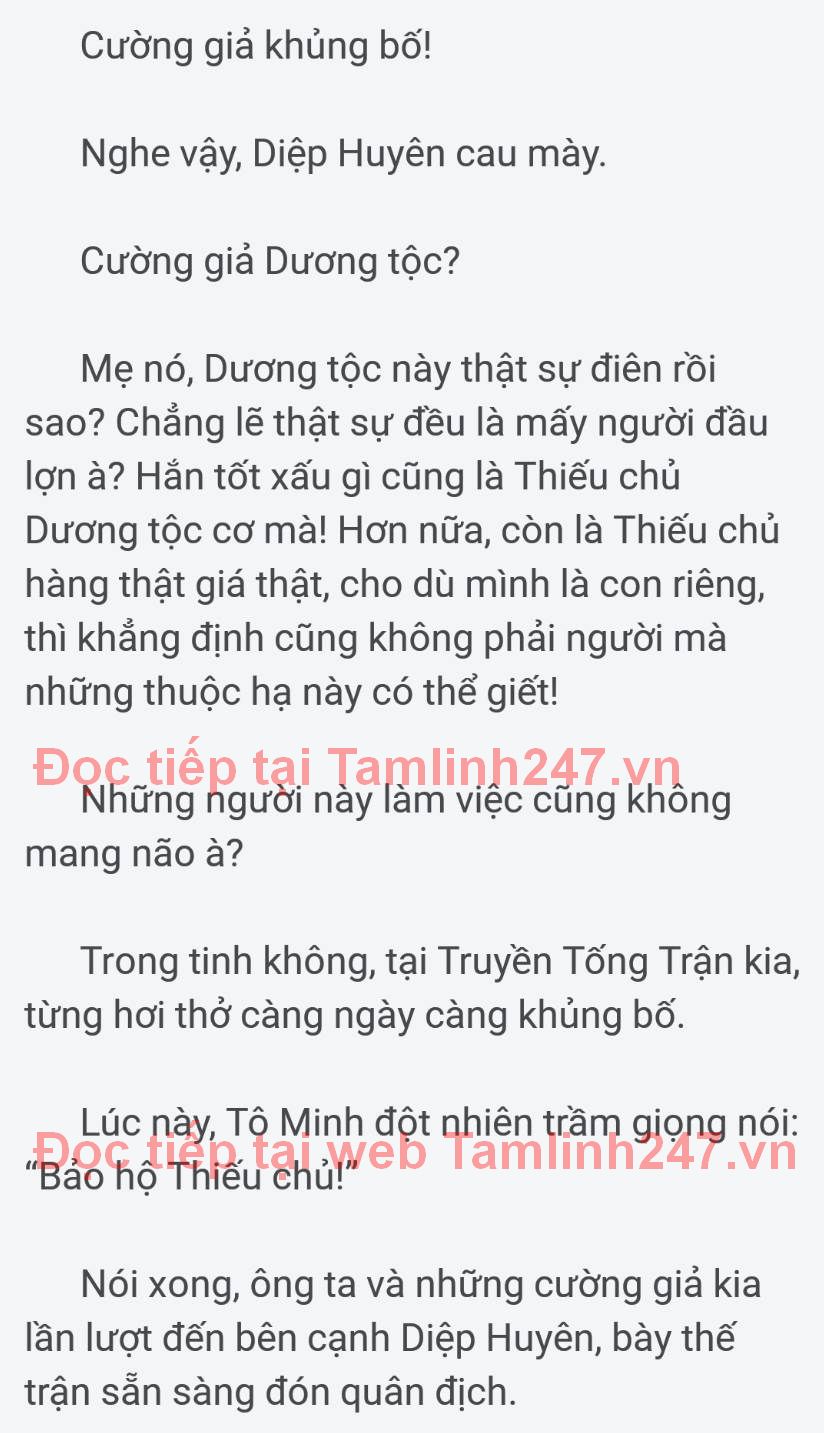 Cường giả khủng bố!
Nghe vậy, Diệp Huyên cau mày.
Cường giả Dương tộc?
Mẹ nó, Dương tộc này thật sự điên rồi
sao? Chẳng lẽ thật sự đều là mấy người đầu
lợn à? Hắn tốt xấu gì cũng là Thiếu chủ
Dương tộc cơ mà! Hơn nữa, còn là Thiếu chủ
hàng thật giá thật, cho dù mình là con riêng,
thì khẳng định cũng không phải người mà
những thuộc hạ này có thể giết!
Đọc tiếp tại Tamlinh247.vn
Những người này làm việc cũng không
mang não à?
Trong tinh không, tại Truyền Tống Trận kia,
từng hơi thở càng ngày càng khủng bố.
Lúc này, Tô Minh đột nhiên trầm giọng nói:
Đọc tiếp tại web Tamlinh247.vn
“Bảo hộ Thiếu chủ!”
Nói xong, ông ta và những cường giả kia
lần lượt đến bên cạnh Diệp Huyên, bày thế
trận sẵn sàng đón quân địch.